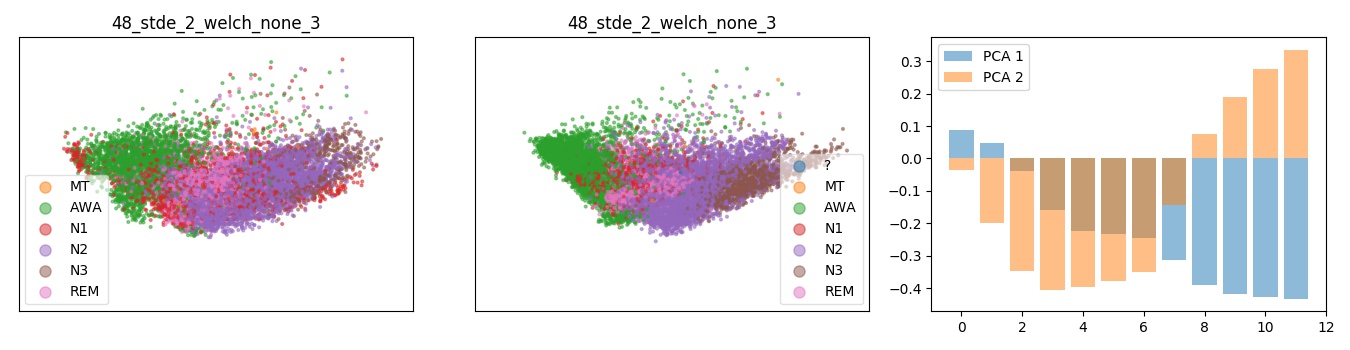 48_stde_2_welch_none_3
MT
AWA
N1
N2
N3
REM
48_stde_2_welch_none_3
?
MT
AWA
N1
N2
N3
REM
PCA 1
PCA 2
0.3
0.2
0.1
0.0
−0.1
−0.2
−0.3
−0.4
0 2 4 6 8 10 12